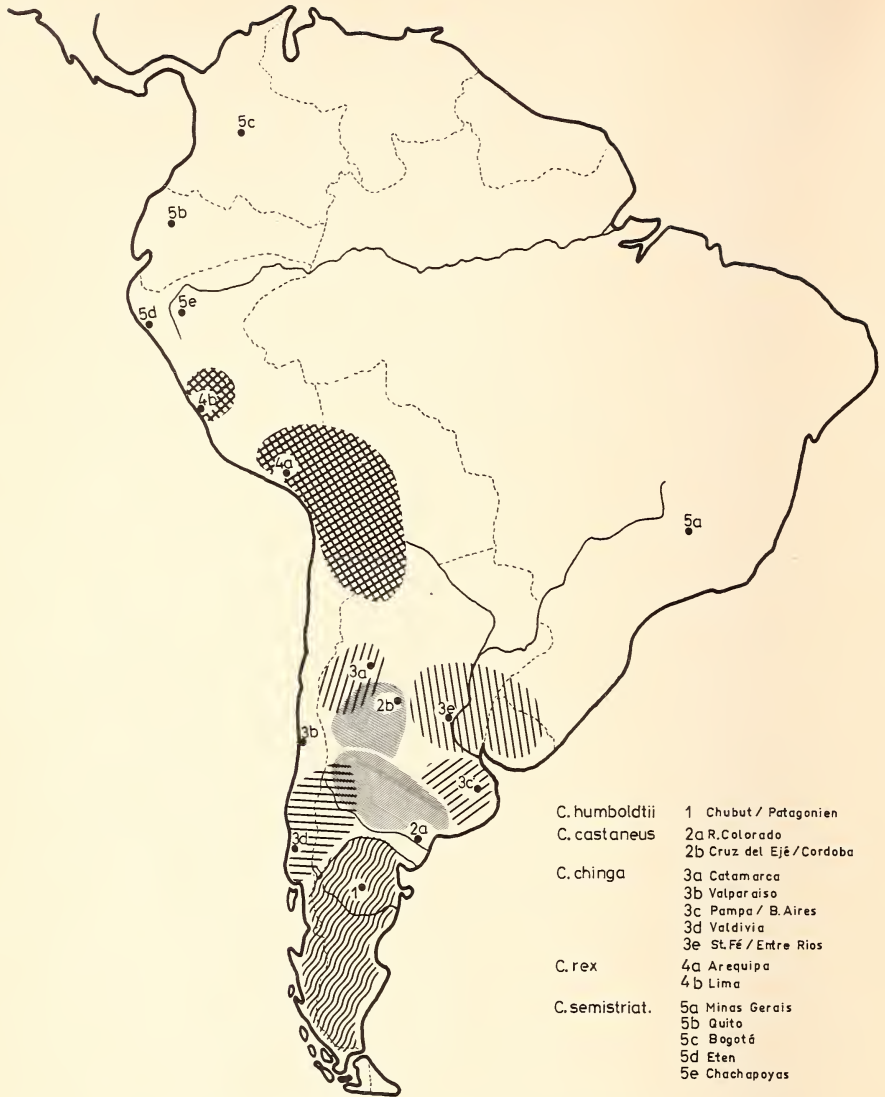 5c
5b
5e
5d
4b
4a
5a
3a
2b
3e
3b
3c
2a
3d
1
C. humboldtii 1 Chubut / Patagonien
C. castaneus 2a R. Colorado
2b Cruz del Ejê / Cordoba
C. chinga 3a Catamarca
3b Valparaiso
3c Pampa / B. Aires
3d Valdivia
3e St. Fé / Entre Rios
C. rex 4a Arequipa
4b Lima
C. semistriat. 5a Minas Gerais
5b Quito
5c Bogotá
5d Eten
5e Chachapoyas